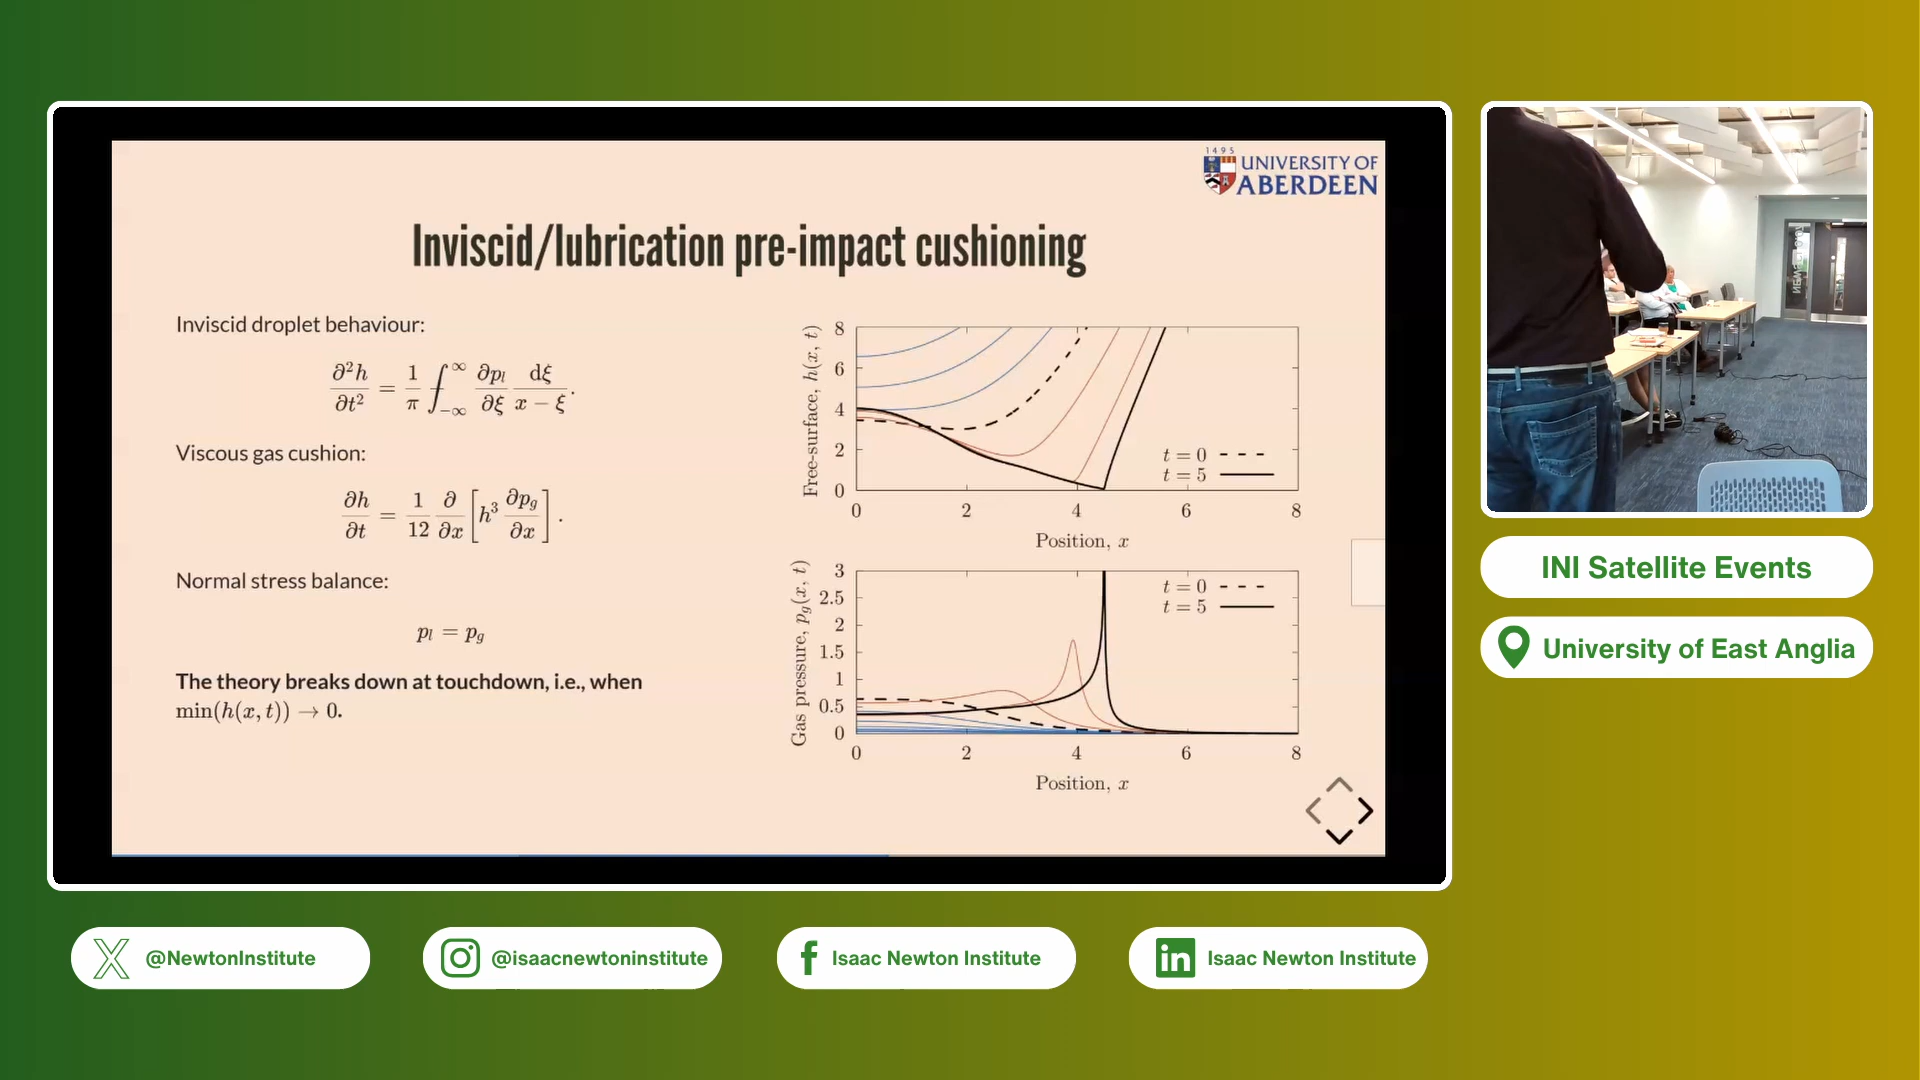 1495
UNIVERSITY OF
ABERDEEN
Inviscid/lubrication pre-impact cushioning
Inviscid droplet behaviour:
∂²h/∂t² = 1/π ⨍_{-∞}^{∞} ∂p_l/∂ξ dξ/(x − ξ).
Viscous gas cushion:
∂h/∂t = 1/12 ∂/∂x [h³ ∂p_g/∂x].
Normal stress balance:
p_l = p_g
The theory breaks down at touchdown, i.e., when
min(h(x, t)) → 0.
Free-surface, h(x, t)
8
6
4
2
0
t = 0
t = 5
0 2 4 6 8
Position, x
Gas pressure, p_g(x, t)
3
2.5
2
1.5
1
0.5
0
t = 0
t = 5
0 2 4 6 8
Position, x
INI Satellite Events
University of East Anglia
@NewtonInstitute
@isaacnewtoninstitute
Isaac Newton Institute
Isaac Newton Institute